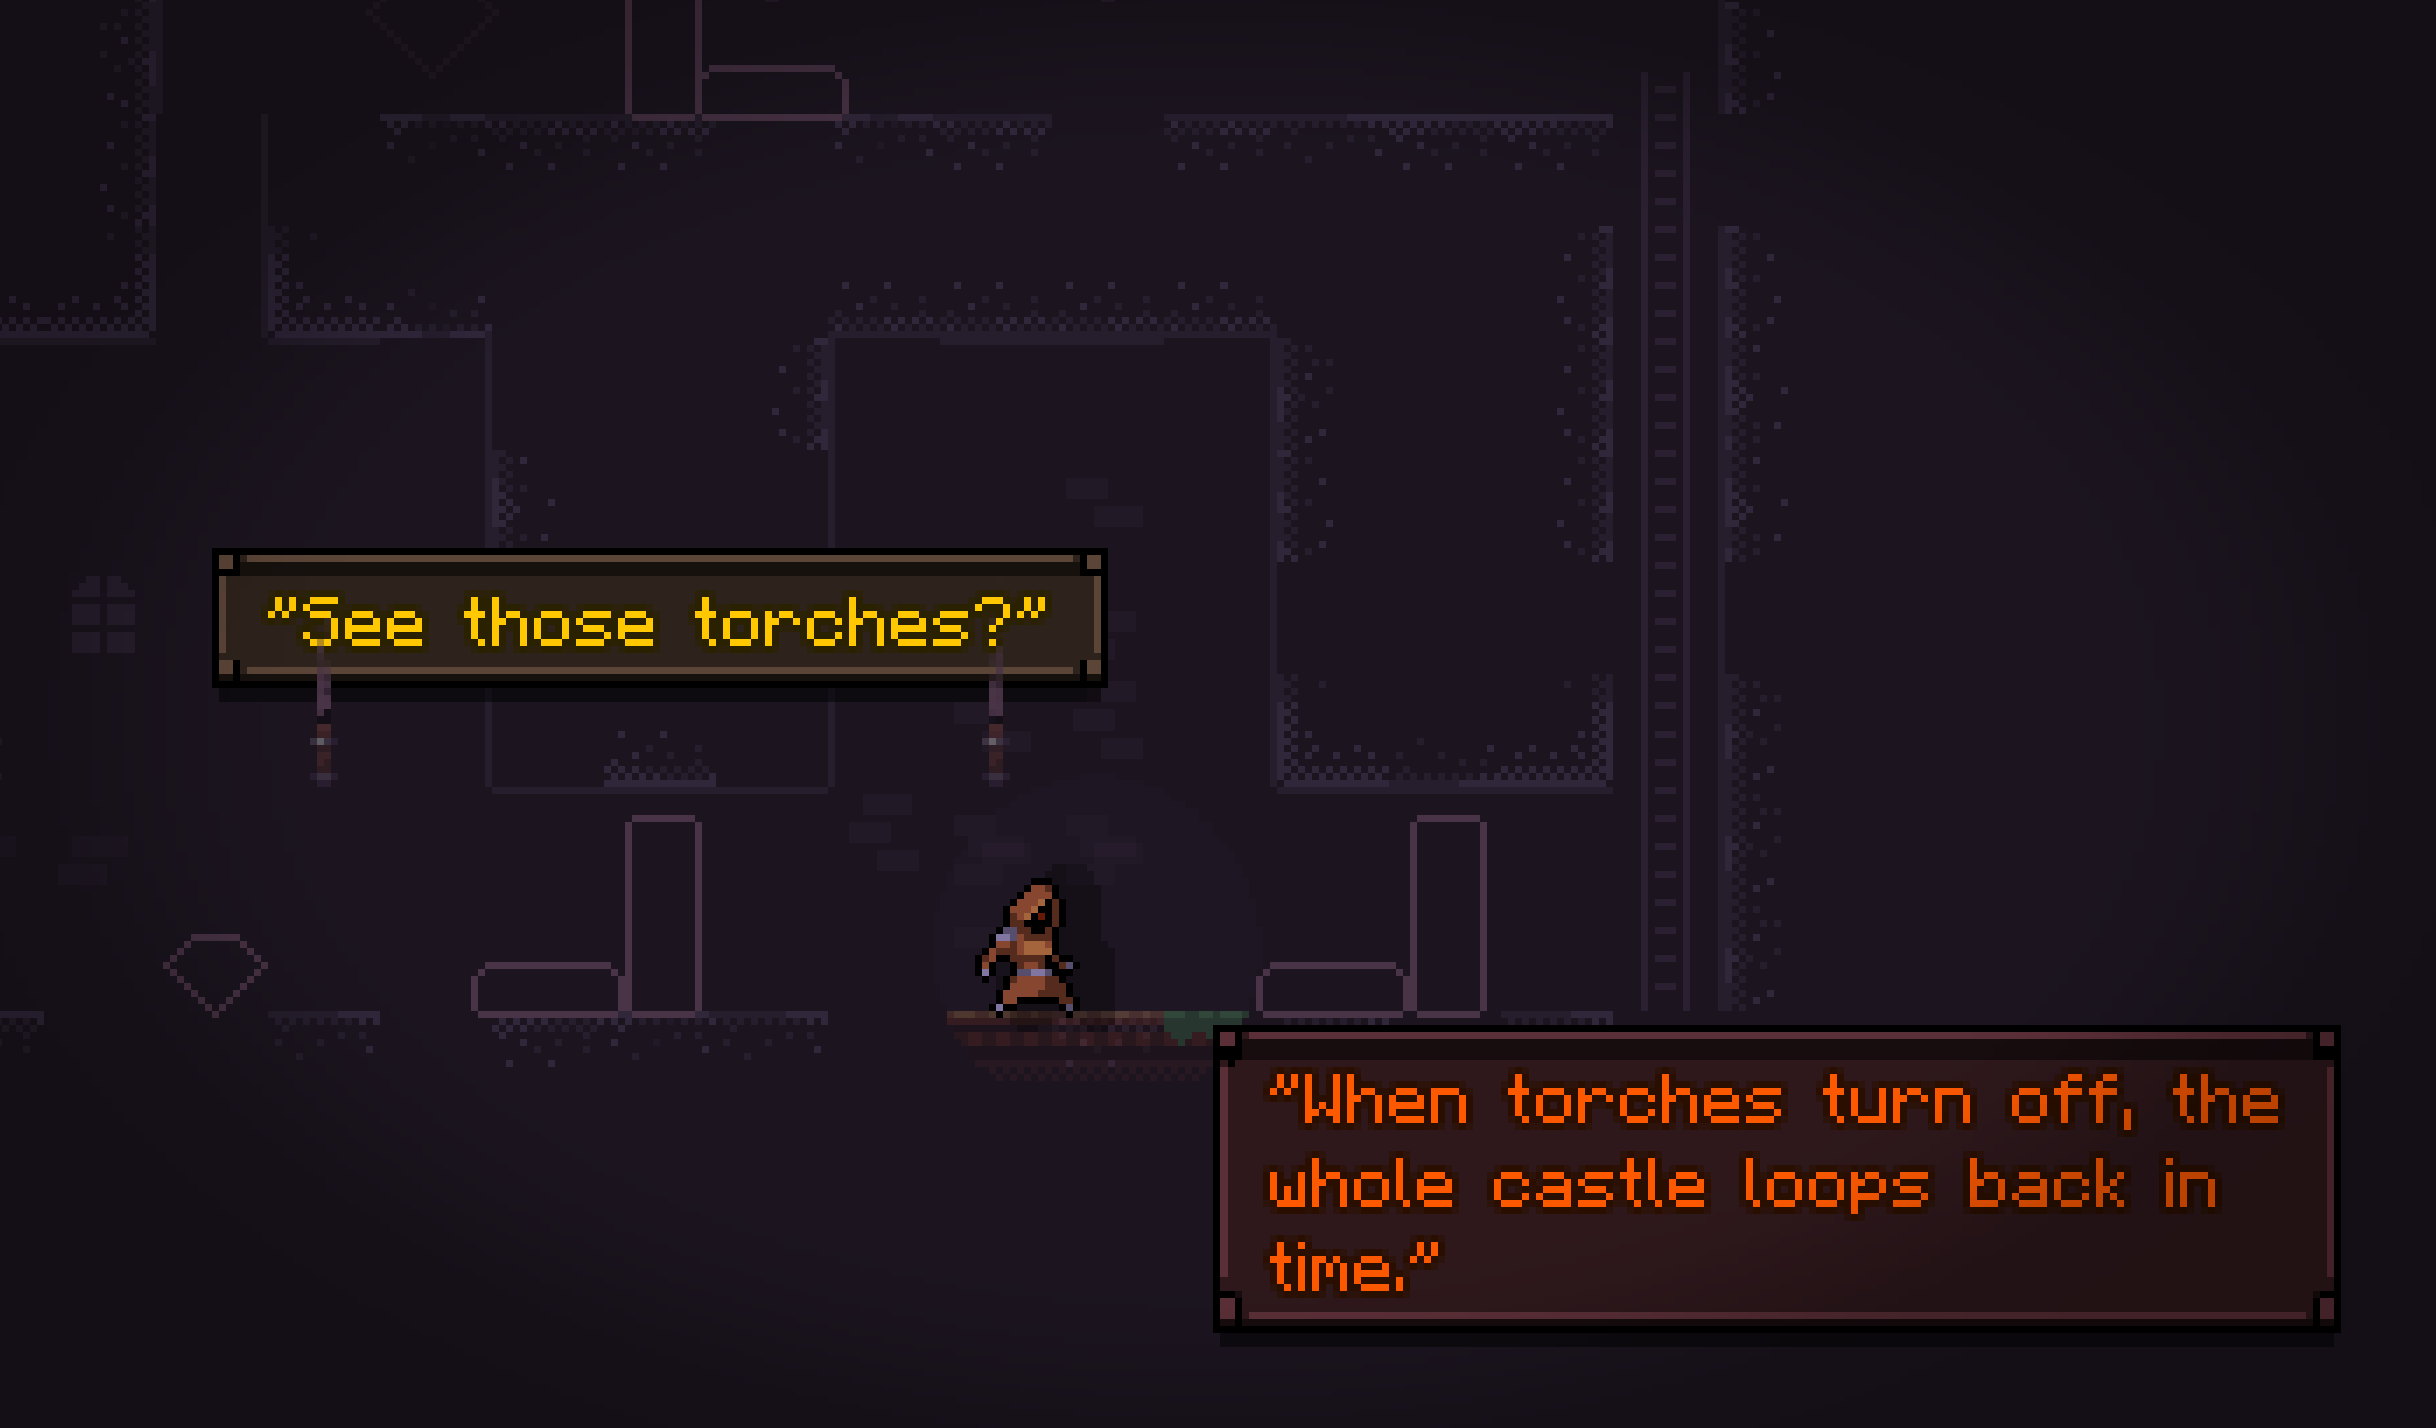 "See those torches?"
"When torches turn off, the
whole castle loops back in
time."